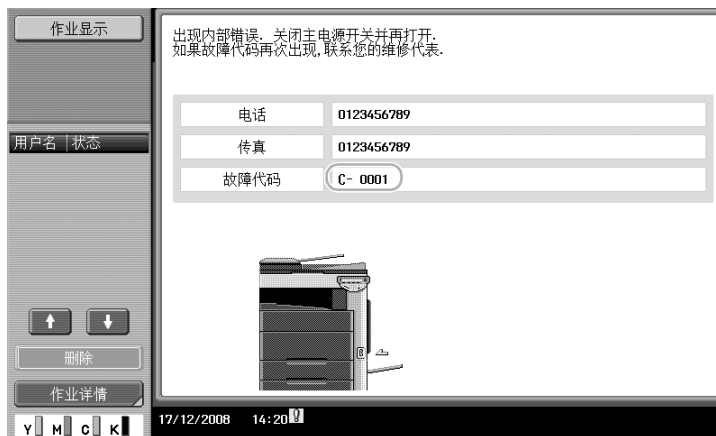 作业显示
出现内部错误. 关闭主电源开关并再打开.
如果故障代码再次出现,联系您的维修代表.
电话 0123456789
用户名 状态
传真 0123456789
故障代码 C- 0001
B
删除
作业详情
Y M C K
17/12/2008 14:20